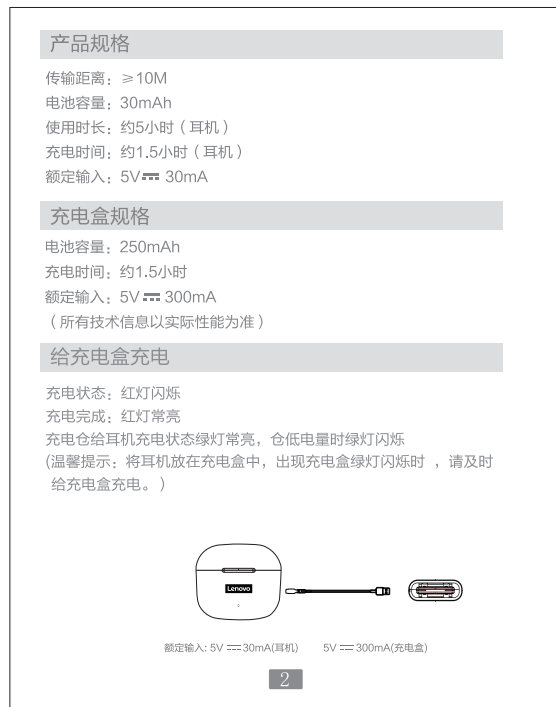 产品规格
传输距离：≥10M
电池容量：30mAh
使用时长：约5小时（耳机）
充电时间：约1.5小时（耳机）
额定输入：5V⎓ 30mA
充电盒规格
电池容量：250mAh
充电时间：约1.5小时
额定输入：5V⎓ 300mA
（所有技术信息以实际性能为准）
给充电盒充电
充电状态：红灯闪烁
充电完成：红灯常亮
充电仓给耳机充电状态绿灯常亮，仓低电量时绿灯闪烁
(温馨提示：将耳机放在充电盒中，出现充电盒绿灯闪烁时 ，请及时
给充电盒充电。）
Lenovo
额定输入: 5V ⎓ 30mA(耳机) 5V ⎓ 300mA(充电盒)
2